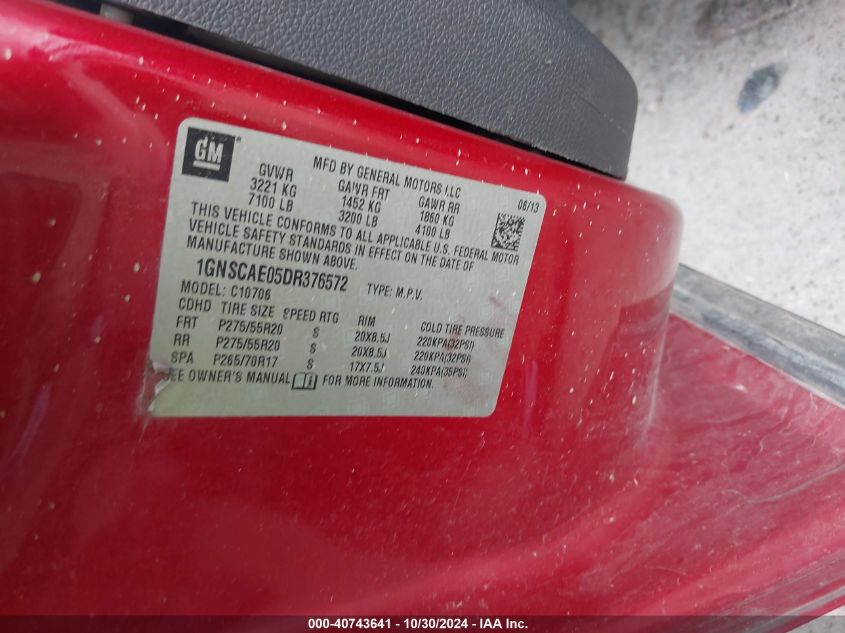 GM
MFD BY GENERAL MOTORS LLC
GVWR GAWR FRT GAWR RR 06/13
3221 KG 1452 KG 1860 KG
7100 LB 3200 LB 4100 LB
THIS VEHICLE CONFORMS TO ALL APPLICABLE U.S. FEDERAL MOTOR
VEHICLE SAFETY STANDARDS IN EFFECT ON THE DATE OF
MANUFACTURE SHOWN ABOVE.
1GNSCAE05DR376572 TYPE: M.P.V.
MODEL: C10706
CDHD TIRE SIZE SPEED RTG RIM COLD TIRE PRESSURE
FRT P275/55R20 S 20X8.5J 220KPA(32PSI)
RR P275/55R20 S 20X8.5J 220KPA(32PSI)
SPA P265/70R17 S 17X7.5J 240KPA(35PSI)
SEE OWNER'S MANUAL FOR MORE INFORMATION.
000-40743641 - 10/30/2024 - IAA Inc.